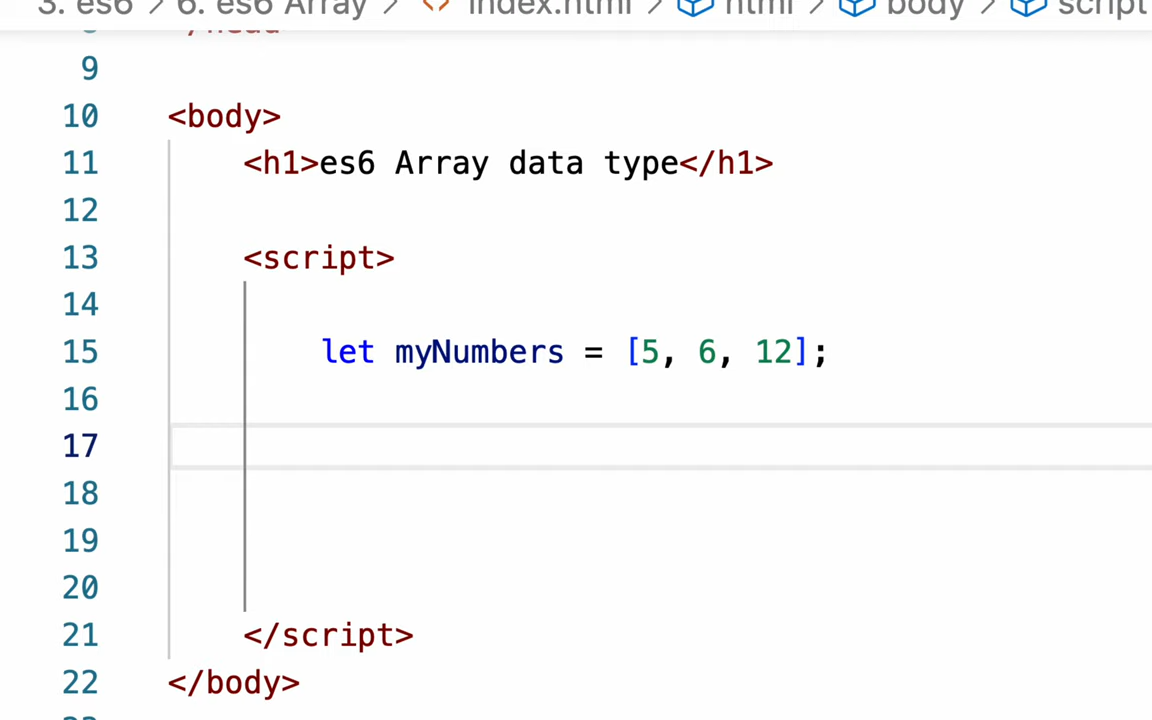 3. es6 > 6. es6 Array > <> index.html > html > body > script
8 </head
9
10 <body>
11 <h1>es6 Array data type</h1>
12
13 <script>
14
15 let myNumbers = [5, 6, 12];
16
17
18
19
20
21 </script>
22 </body>